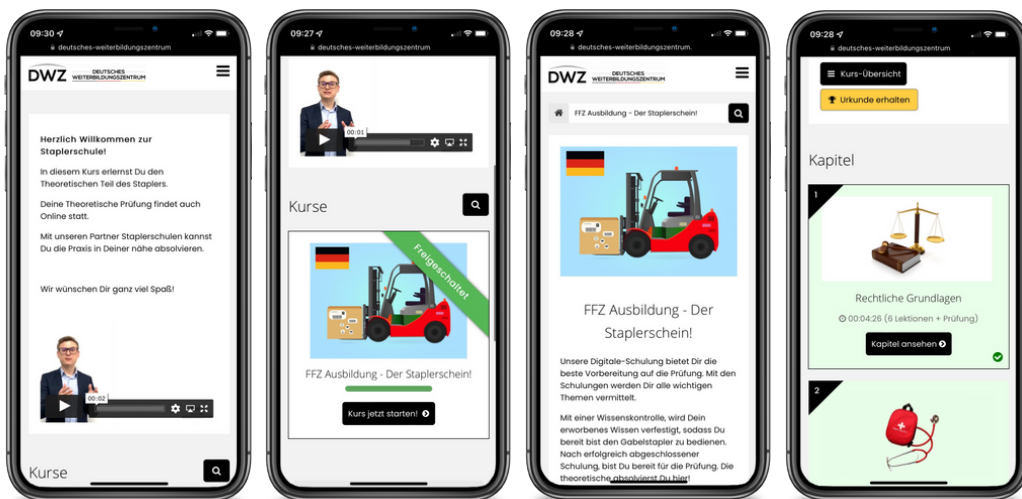 09:30
deutsches-weiterbildungszentrum
DWZ
DEUTSCHES
WEITERBILDUNGSZENTRUM
Herzlich Willkommen zur
Staplerschule!
In diesem Kurs erlernst Du den
Theoretischen Teil des Staplers.
Deine Theoretische Prüfung findet auch
Online statt.
Mit unseren Partner Staplerschulen kannst
Du die Praxis in Deiner nähe absolvieren.
Wir wünschen Dir ganz viel Spaß!
00:02
Kurse
09:27
deutsches-weiterbildungszentrum
00:01
Kurse
Freigeschaltet
FFZ Ausbildung - Der Staplerschein!
Kurs jetzt starten!
09:28
deutsches-weiterbildungszentrum.
DWZ
DEUTSCHES
WEITERBILDUNGSZENTRUM
FFZ Ausbildung - Der Staplerschein!
FFZ Ausbildung - Der
Staplerschein!
Unsere Digitale-Schulung bietet Dir die
beste Vorbereitung auf die Prüfung. Mit den
Schulungen werden Dir alle wichtigen
Themen vermittelt.
Mit einer Wissenskontrolle, wird Dein
erworbenes Wissen verfestigt, sodass Du
bereit bist den Gabelstapler zu bedienen.
Nach erfolgreich abgeschlossener
Schulung, bist Du bereit für die Prüfung. Die
theoretische absolvierst Du hier!
09:28
deutsches-weiterbildungszentrum
Kurs-Übersicht
Urkunde erhalten
Kapitel
1
Rechtliche Grundlagen
00:04:26 (6 Lektionen + Prüfung)
Kapitel ansehen
2